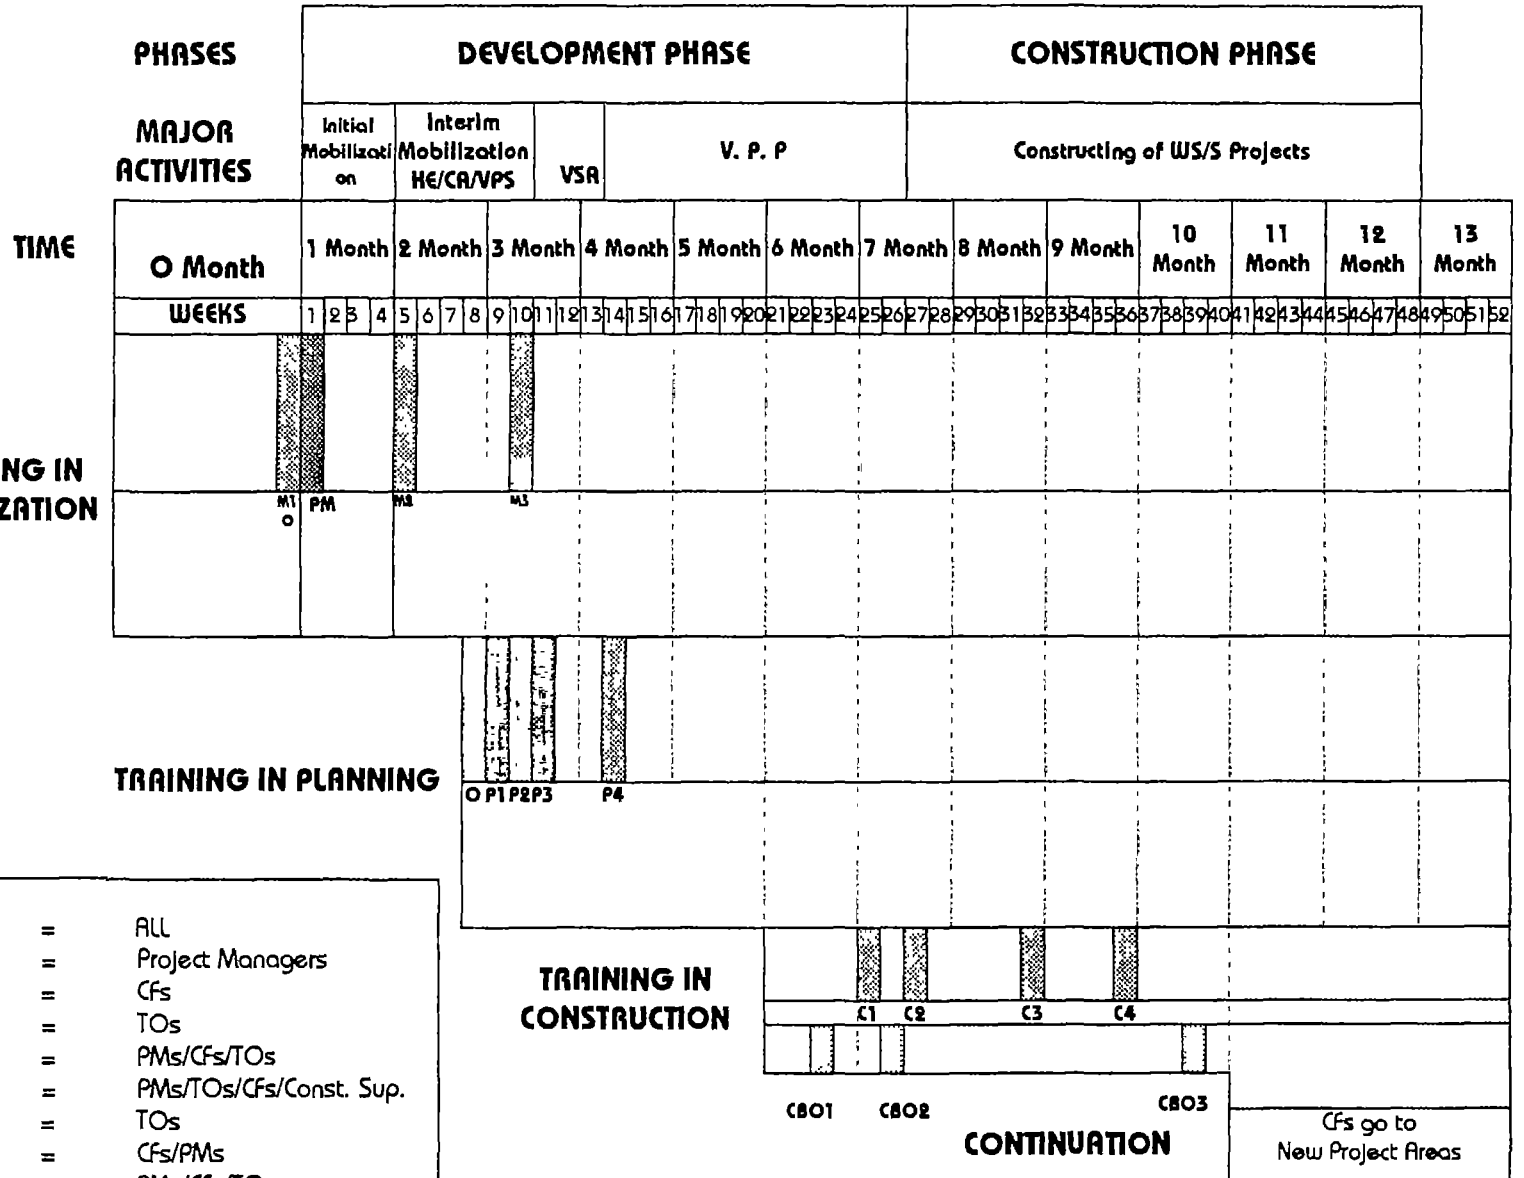 PHASES
DEVELOPMENT PHASE
CONSTRUCTION PHASE
MAJOR
ACTIVITIES
Initial
Mobilizati
on
Interim
Mobilization
HE/CA/VPS
VSA
V. P. P
Constructing of WS/S Projects
TIME
O Month
1 Month
2 Month
3 Month
4 Month
5 Month
6 Month
7 Month
8 Month
9 Month
10
Month
11
Month
12
Month
13
Month
WEEKS
1 2 3 4 5 6 7 8 9 10 11 12 13 14 15 16 17 18 19 20 21 22 23 24 25 26 27 28 29 30 31 32 33 34 35 36 37 38 39 40 41 42 43 44 45 46 47 48 49 50 51 52
NG IN
ZATION
M1
O
PM
M2
M3
TRAINING IN PLANNING
O P1 P2 P3 P4
= ALL
= Project Managers
= CFs
= TOs
= PMs/CFs/TOs
= PMs/TOs/CFs/Const. Sup.
= TOs
= CFs/PMs
TRAINING IN
CONSTRUCTION
C1 C2 C3 C4
CBO1 CBO2 CBO3
CONTINUATION
CFs go to
New Project Areas